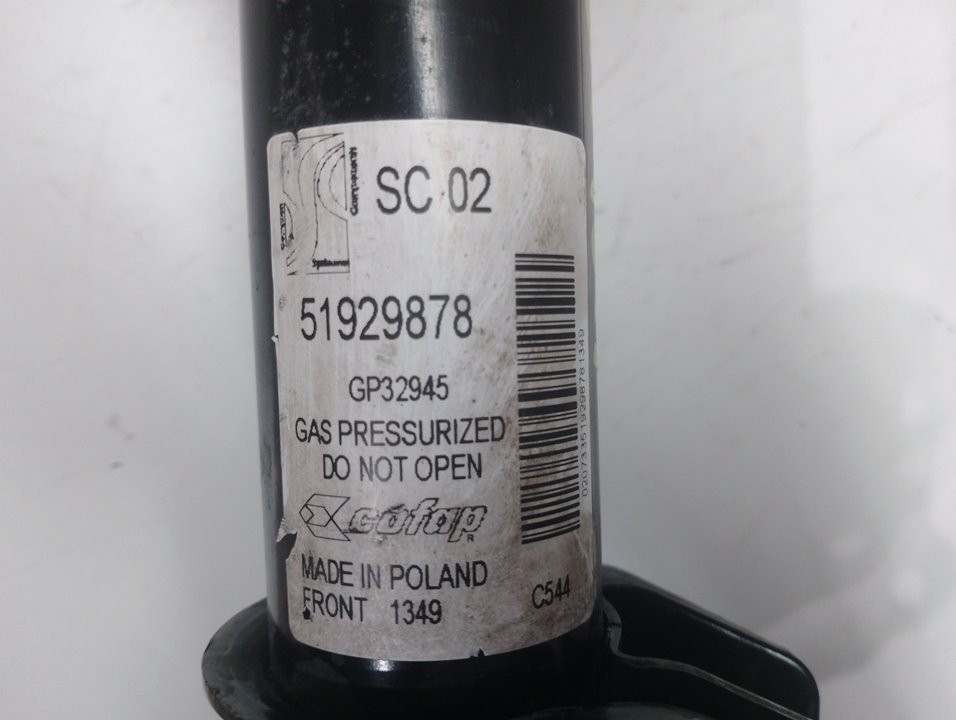 SC 02
51929878
GP32945
GAS PRESSURIZED
DO NOT OPEN
cofap
R
MADE IN POLAND
FRONT 1349
C544